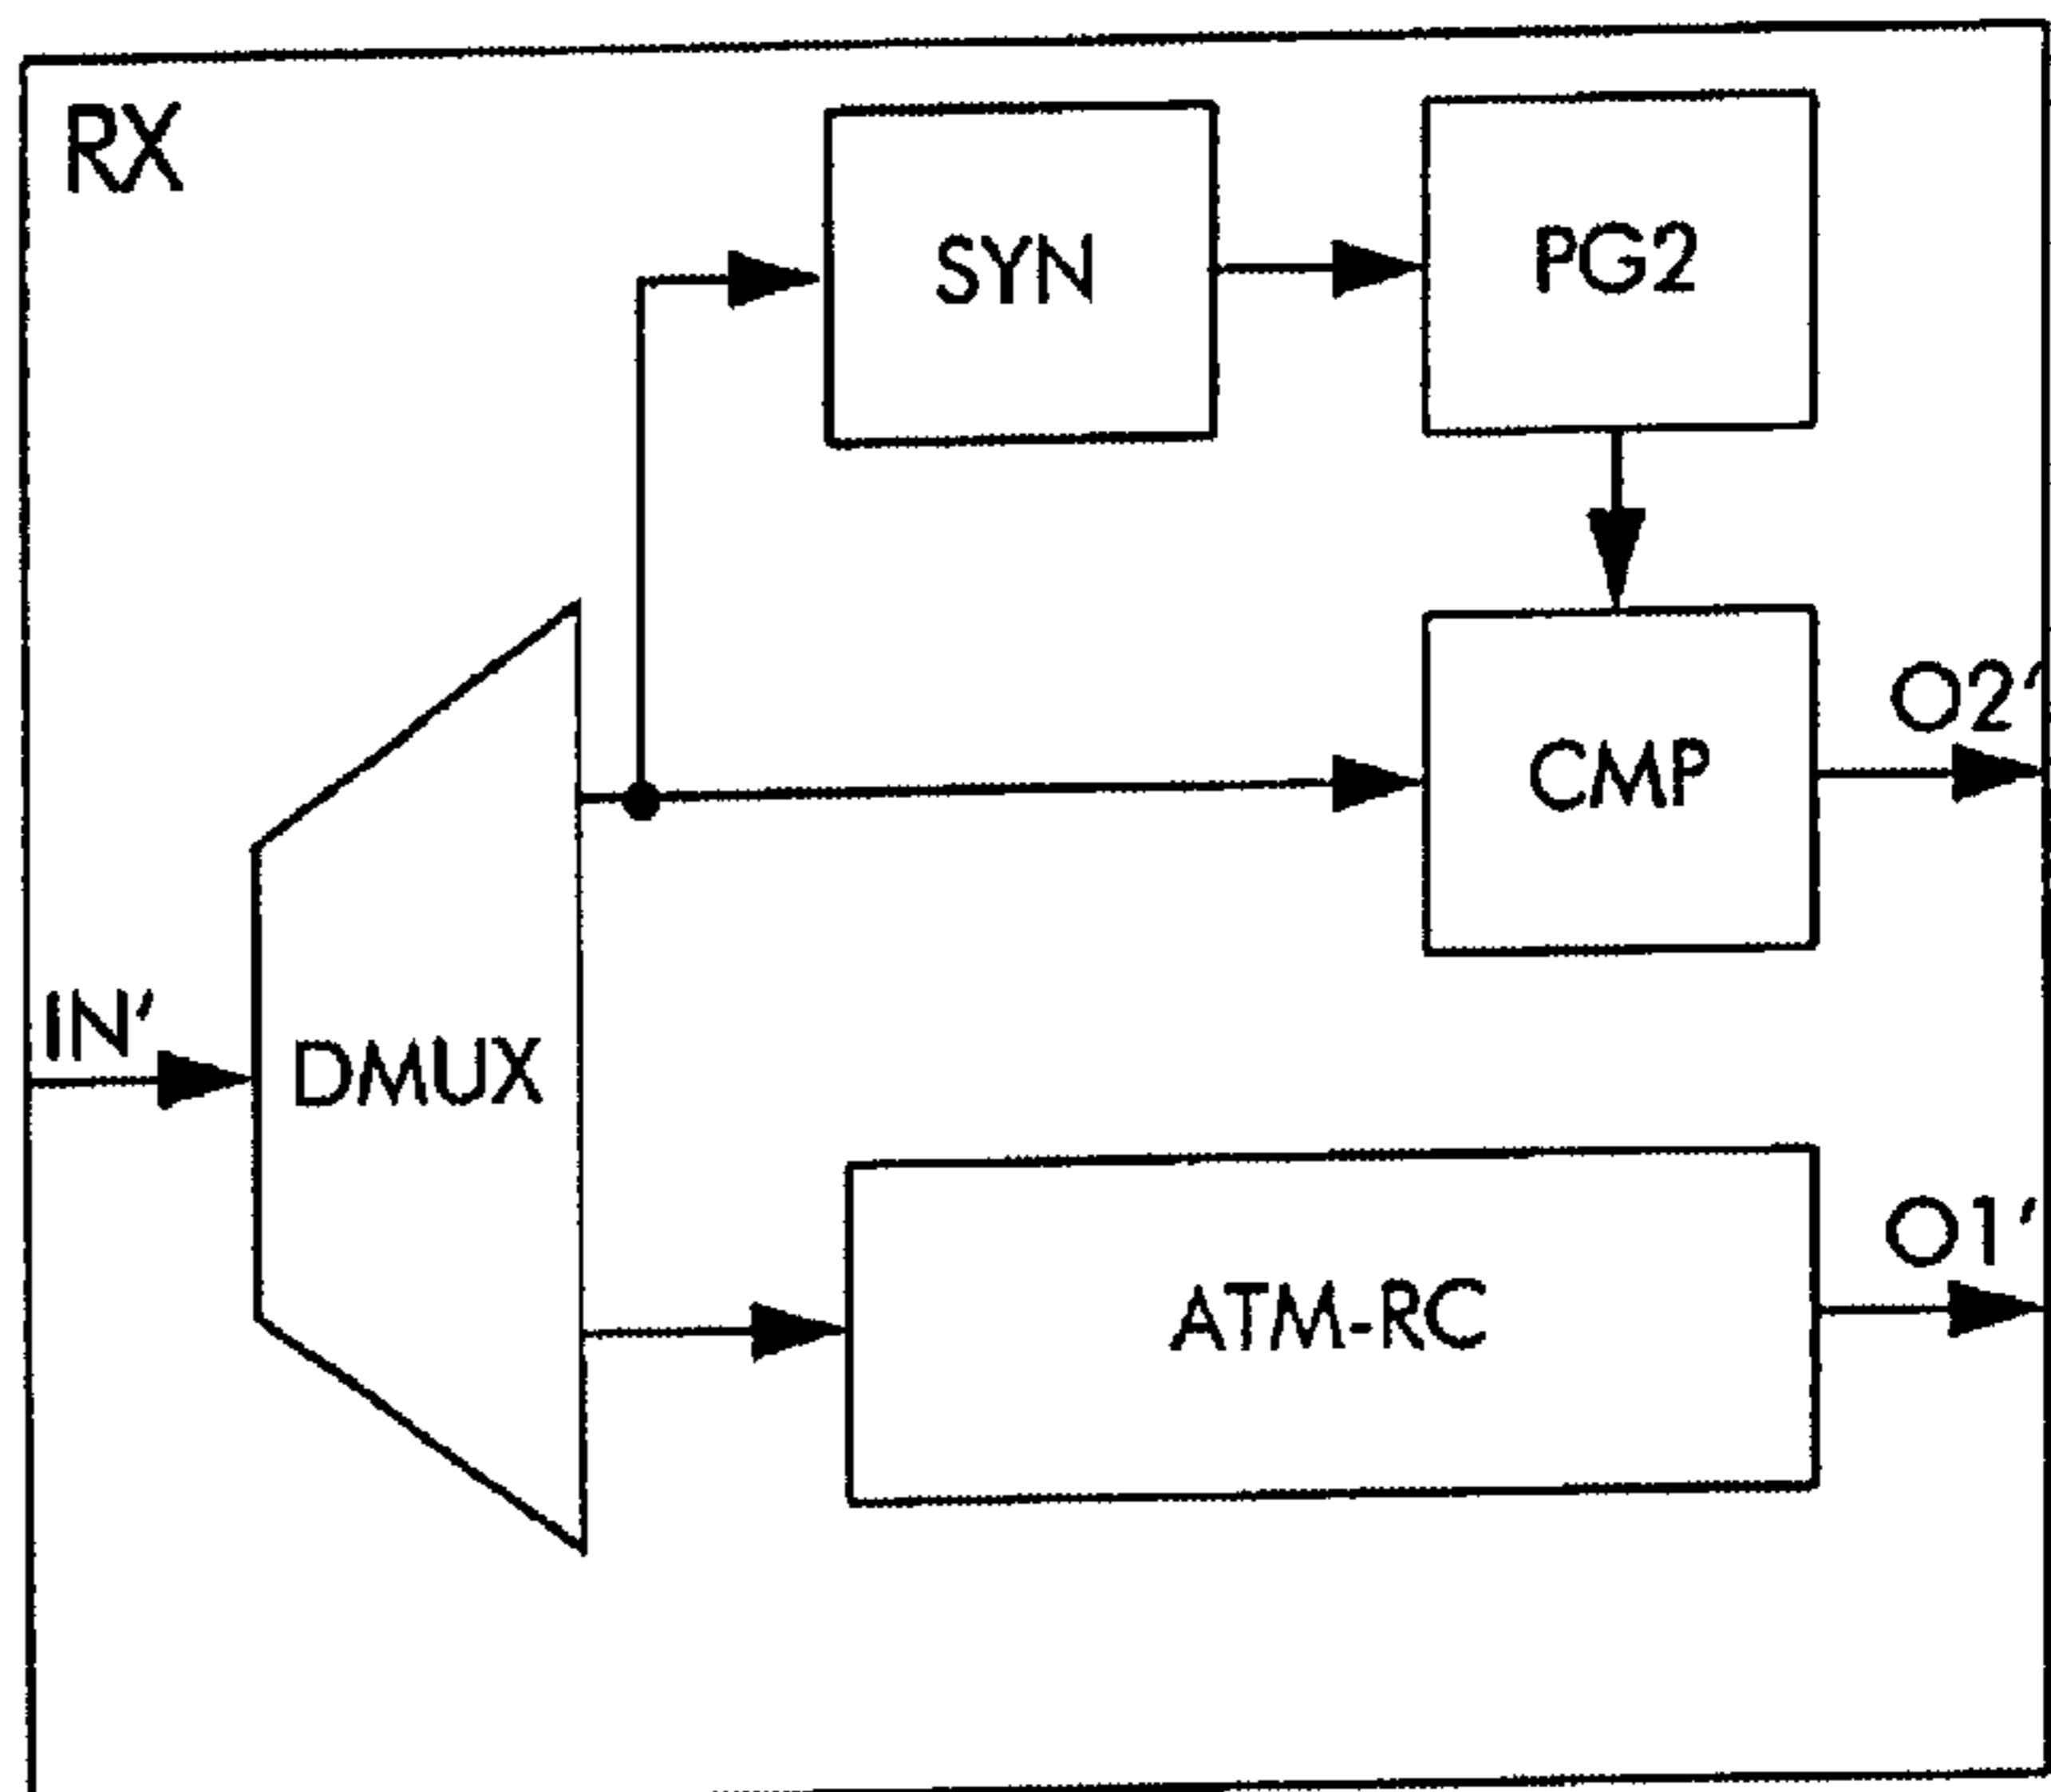 RX
SYN
PG2
O2'
CMP
IN'
DMUX
O1'
ATM-RC